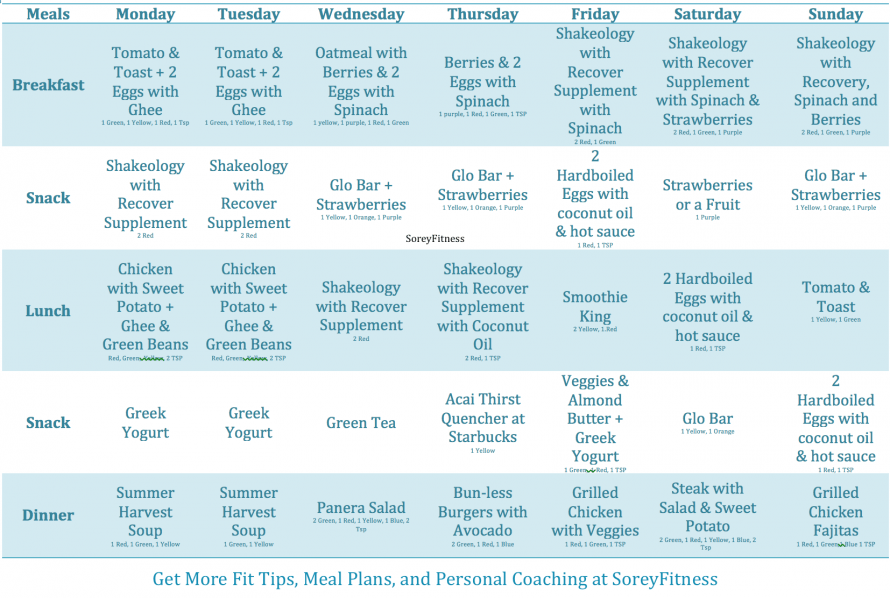 Meals Monday Tuesday Wednesday Thursday Friday Saturday Sunday
Breakfast
Tomato &
Toast + 2
Eggs with
Ghee
1 Green, 1 Yellow, 1 Red, 1 Tsp
Tomato &
Toast + 2
Eggs with
Ghee
1 Green, 1 Yellow, 1 Red, 1 Tsp
Oatmeal with
Berries & 2
Eggs with
Spinach
1 yellow, 1 purple, 1 Red, 1 Green
Berries & 2
Eggs with
Spinach
1 purple, 1 Red, 1 Green, 1 TSP
Shakeology
with
Recover
Supplement
with
Spinach
2 Red, 1 Green
Shakeology
with Recover
Supplement
with Spinach &
Strawberries
2 Red, 1 Green, 1 Purple
Shakeology
with
Recovery,
Spinach and
Berries
2 Red, 1 Green, 1 Purple
Snack
Shakeology
with
Recover
Supplement
2 Red
Shakeology
with
Recover
Supplement
2 Red
Glo Bar +
Strawberries
1 Yellow, 1 Orange, 1 Purple
Glo Bar +
Strawberries
1 Yellow, 1 Orange, 1 Purple
2
Hardboiled
Eggs with
coconut oil
& hot sauce
1 Red, 1 TSP
Strawberries
or a Fruit
1 Purple
Glo Bar +
Strawberries
1 Yellow, 1 Orange, 1 Purple
SoreyFitness
Lunch
Chicken
with Sweet
Potato +
Ghee &
Green Beans
Red, Green, Yellow, 2 TSP
Chicken
with Sweet
Potato +
Ghee &
Green Beans
Red, Green, Yellow, 2 TSP
Shakeology
with Recover
Supplement
2 Red
Shakeology
with Recover
Supplement
with Coconut
Oil
2 Red, 1 TSP
Smoothie
King
2 Yellow, 1.Red
2 Hardboiled
Eggs with
coconut oil &
hot sauce
1 Red, 1 TSP
Tomato &
Toast
1 Yellow, 1 Green
Snack
Greek
Yogurt
Greek
Yogurt
Green Tea
Acai Thirst
Quencher at
Starbucks
1 Yellow
Veggies &
Almond
Butter +
Greek
Yogurt
1 Green, Red, 1 TSP
Glo Bar
1 Yellow, 1 Orange
2
Hardboiled
Eggs with
coconut oil
& hot sauce
1 Red, 1 TSP
Dinner
Summer
Harvest
Soup
1 Red, 1 Green, 1 Yellow
Summer
Harvest
Soup
1 Green, 1 Yellow
Panera Salad
2 Green, 1 Red, 1 Yellow, 1 Blue, 2
Tsp
Bun-less
Burgers with
Avocado
2 Green, 1 Red, 1 Blue
Grilled
Chicken
with Veggies
1 Red, 1 Green, 1 TSP
Steak with
Salad & Sweet
Potato
2 Green, 1 Red, 1 Yellow, 1 Blue, 2
Tsp
Grilled
Chicken
Fajitas
1 Red, 1 Green Blue 1 TSP
Get More Fit Tips, Meal Plans, and Personal Coaching at SoreyFitness